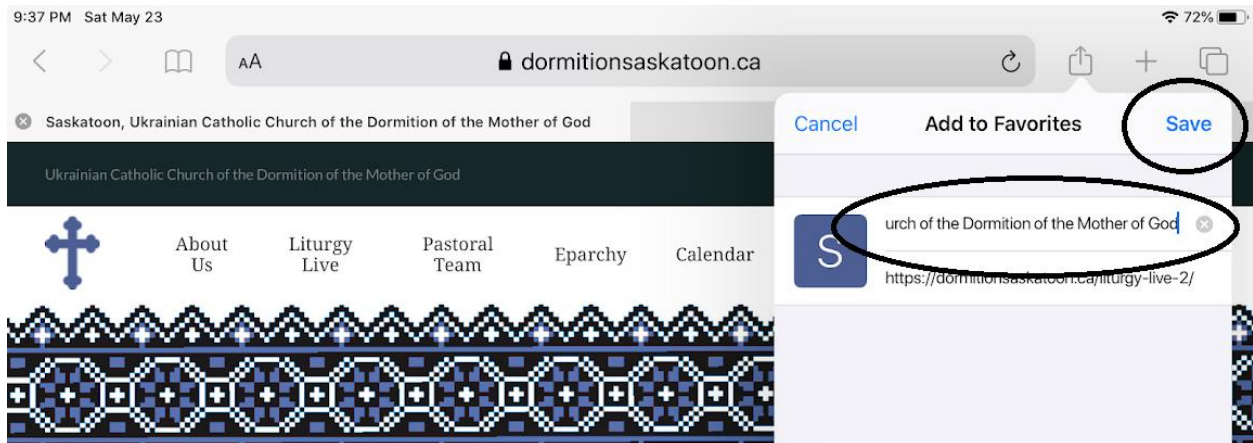 9:37 PM Sat May 23
72%
AA
dormitionsaskatoon.ca
Saskatoon, Ukrainian Catholic Church of the Dormition of the Mother of God
Cancel Add to Favorites Save
Ukrainian Catholic Church of the Dormition of the Mother of God
S
urch of the Dormition of the Mother of God
https://dormitionsaskatoon.ca/liturgy-live-2/
About Us
Liturgy Live
Pastoral Team
Eparchy
Calendar